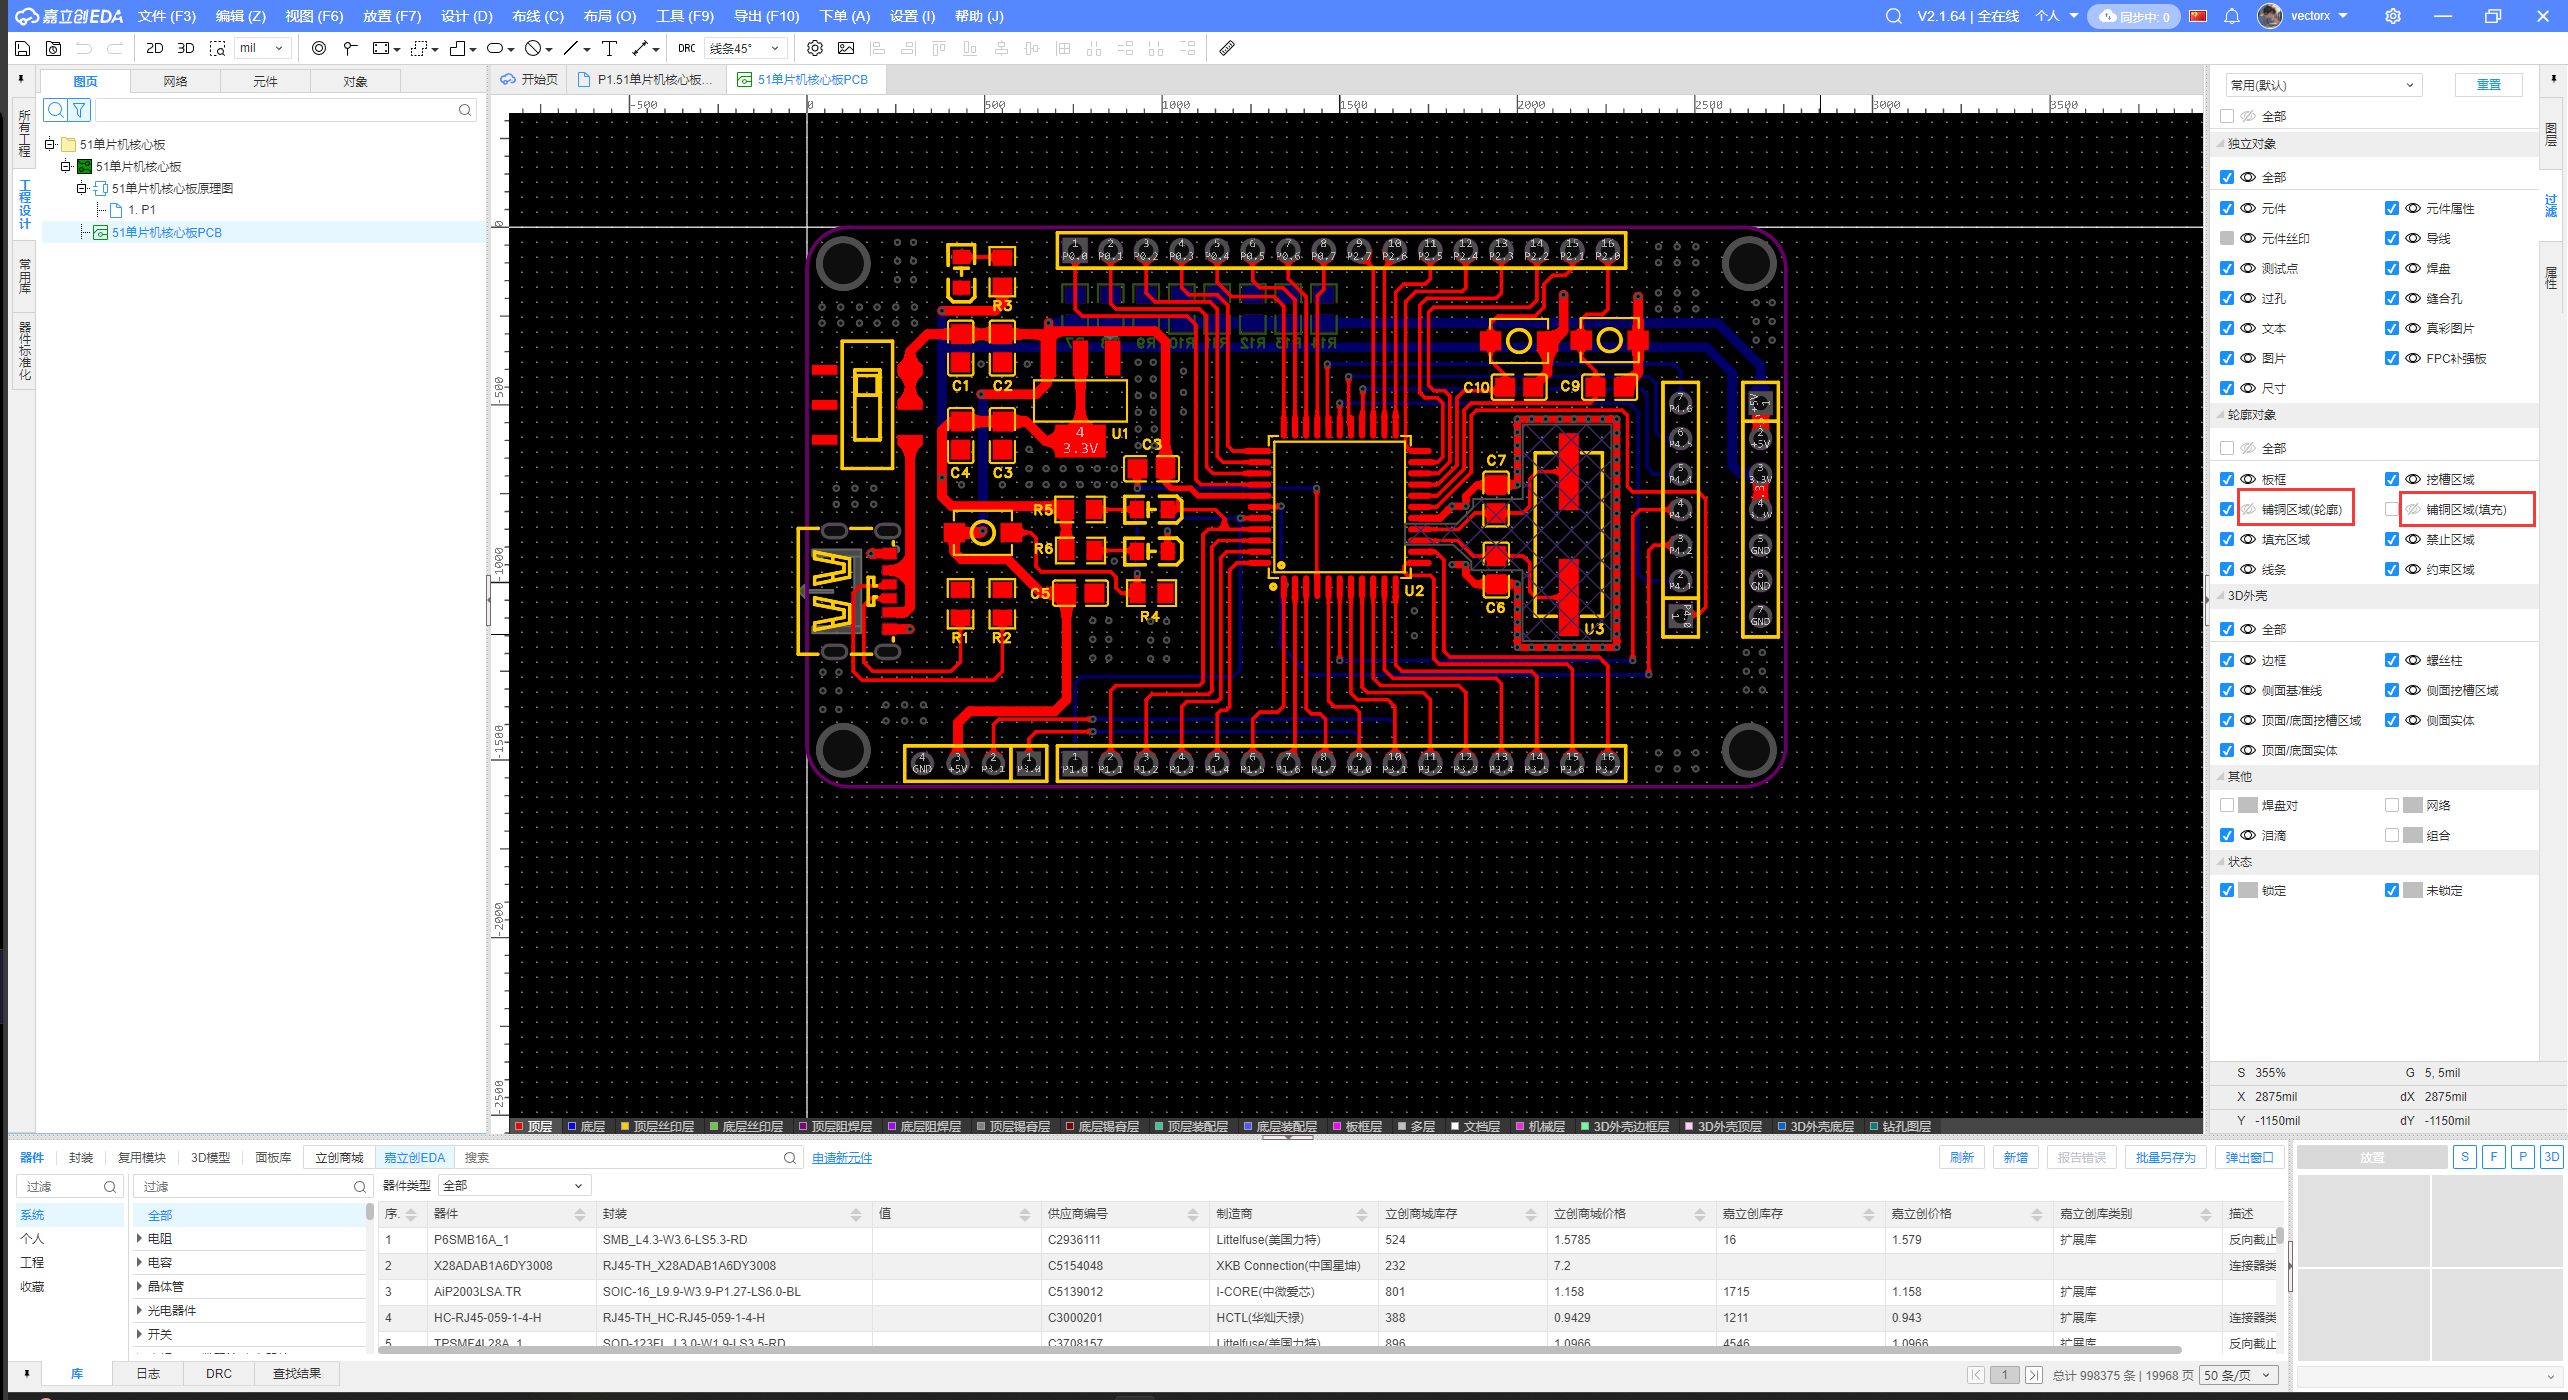 嘉立创EDA 文件 (F3) 编辑 (Z) 视图 (F6) 放置 (F7) 设计 (D) 布线 (C) 布局 (O) 工具 (F9) 导出 (F10) 下单 (A) 设置 (I) 帮助 (J) V2.1.64 | 全在线 个人 同步中: 0 vectorx
2D 3D mil DRC 线条45°
图页 网络 元件 对象
开始页 P1.51单片机核心板... 51单片机核心板PCB
所有工程
工程设计
常用库
器件标准化
51单片机核心板
51单片机核心板
51单片机核心板原理图
1. P1
51单片机核心板PCB
-500 0 500 1000 1500 2000 2500 3000 3500
0
-500
-1000
-1500
-2000
-2500
1 2 3 4 5 6 7 8 9 10 11 12 13 14 15 16
P0.0 P0.1 P0.2 P0.3 P0.4 P0.5 P0.6 P0.7 P2.7 P2.6 P2.5 P2.4 P2.3 P2.2 P2.1 P2.0
R3
R7 R8 R9 R10 R11 R12 R13 R14
C1 C2 C10 C9
U1
4
3.3V
C3
C4 C3
C7
R5
R6
C5 R4
R1 R2
U2
C6
U3
7
P4.6
6
P4.5
5
P4.4
4
P4.3
3
P4.2
2
P4.1
1
P4.0
1
+5V
2
+5V
3
3.3V
4
3.3V
5
GND
6
GND
7
GND
4 3 2 1
GND +5V P3.1 P3.0
1 2 3 4 5 6 7 8 9 10 11 12 13 14 15 16
P1.0 P1.1 P1.2 P1.3 P1.4 P1.5 P1.6 P1.7 P3.0 P3.1 P3.2 P3.3 P3.4 P3.5 P3.6 P3.7
顶层 底层 顶层丝印层 底层丝印层 顶层阻焊层 底层阻焊层 顶层锡膏层 底层锡膏层 顶层装配层 底层装配层 板框层 多层 文档层 机械层 3D外壳边框层 3D外壳顶层 3D外壳底层 钻孔图层
常用(默认) 重置
全部
独立对象
全部
元件 元件属性
元件丝印 导线
测试点 焊盘
过孔 缝合孔
文本 真彩图片
图片 FPC补强板
尺寸
轮廓对象
全部
板框 挖槽区域
铺铜区域(轮廓) 铺铜区域(填充)
填充区域 禁止区域
线条 约束区域
3D外壳
全部
边框 螺丝柱
侧面基准线 侧面挖槽区域
顶面/底面挖槽区域 侧面实体
顶面/底面实体
其他
焊盘对 网络
泪滴 组合
状态
锁定 未锁定
图层
过滤
属性
S 355% G 5, 5mil
X 2875mil dX 2875mil
Y -1150mil dY -1150mil
器件 封装 复用模块 3D模型 面板库 立创商城 嘉立创EDA 搜索 申请新元件 刷新 新增 报告错误 批量另存为 弹出窗口 放置 S F P 3D
过滤 过滤 器件类型 全部
系统
个人
工程
收藏
全部
电阻
电容
晶体管
光电器件
开关
序. 器件 封装 值 供应商编号 制造商 立创商城库存 立创商城价格 嘉立创库存 嘉立创价格 嘉立创库类别 描述
1 P6SMB16A_1 SMB_L4.3-W3.6-LS5.3-RD C2936111 Littelfuse(美国力特) 524 1.5785 16 1.579 扩展库 反向截止
2 X28ADAB1A6DY3008 RJ45-TH_X28ADAB1A6DY3008 C5154048 XKB Connection(中国星坤) 232 7.2 连接器类
3 AiP2003LSA.TR SOIC-16_L9.9-W3.9-P1.27-LS6.0-BL C5139012 I-CORE(中微爱芯) 801 1.158 1715 1.158 扩展库
4 HC-RJ45-059-1-4-H RJ45-TH_HC-RJ45-059-1-4-H C3000201 HCTL(华灿天禄) 388 0.9429 1211 0.943 扩展库 连接器类
5 TPSMF4L28A_1 SOD-123FL_L3.0-W1.9-LS3.5-RD C3708157 Littelfuse(美国力特) 896 1.0966 4546 1.0966 扩展库 反向截止
库 日志 DRC 查找结果 1 总计 998375 条 | 19968 页 50 条/页